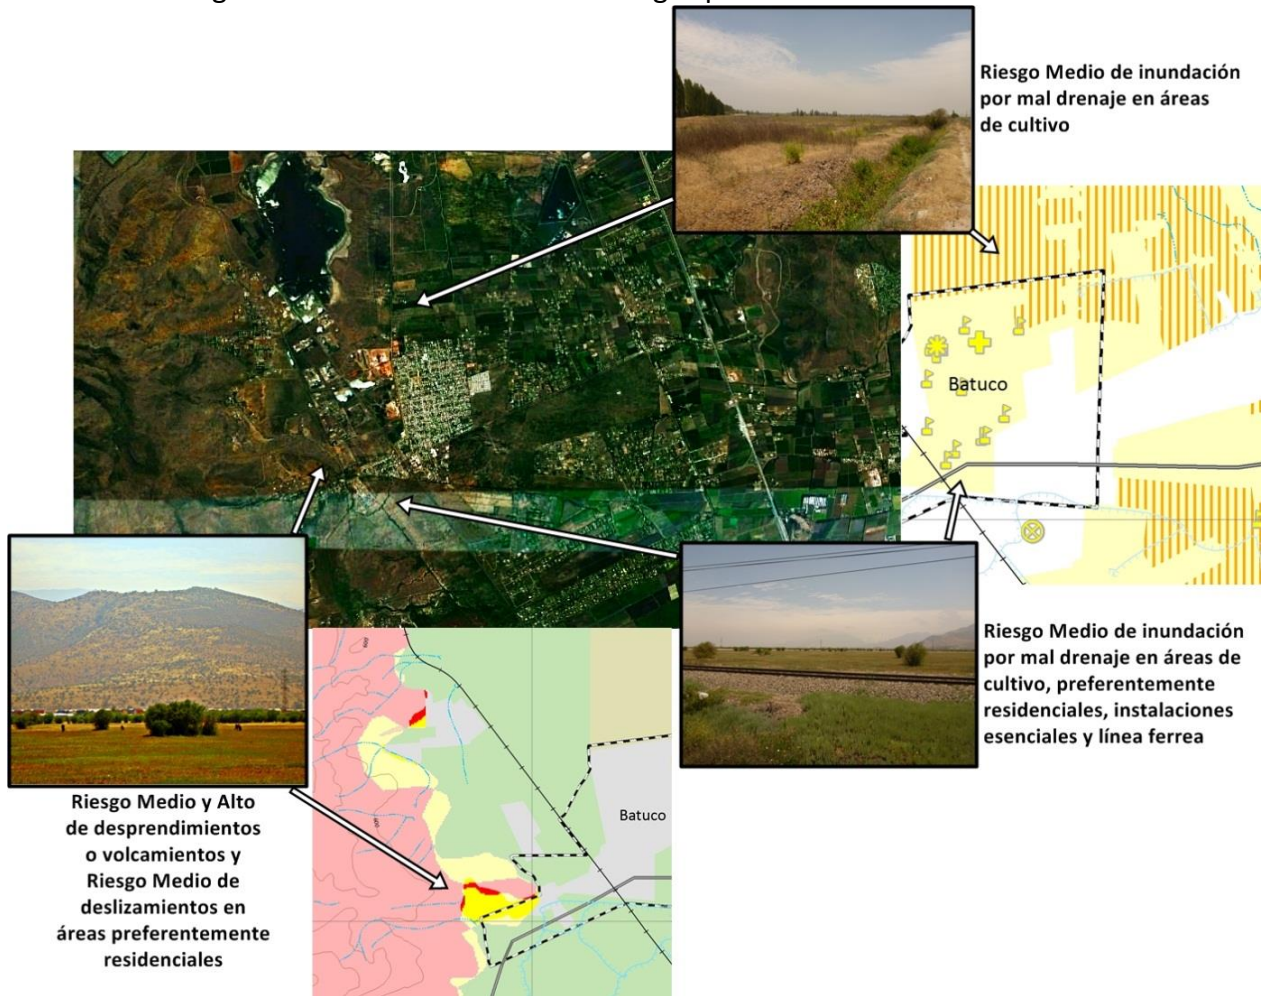 Riesgo Medio de inundación
por mal drenaje en áreas
de cultivo
Batuco
Riesgo Medio de inundación
por mal drenaje en áreas de
cultivo, preferentemente
residenciales, instalaciones
esenciales y línea ferrea
Batuco
Riesgo Medio y Alto
de desprendimientos
o volcamientos y
Riesgo Medio de
deslizamientos en
áreas preferentemente
residenciales